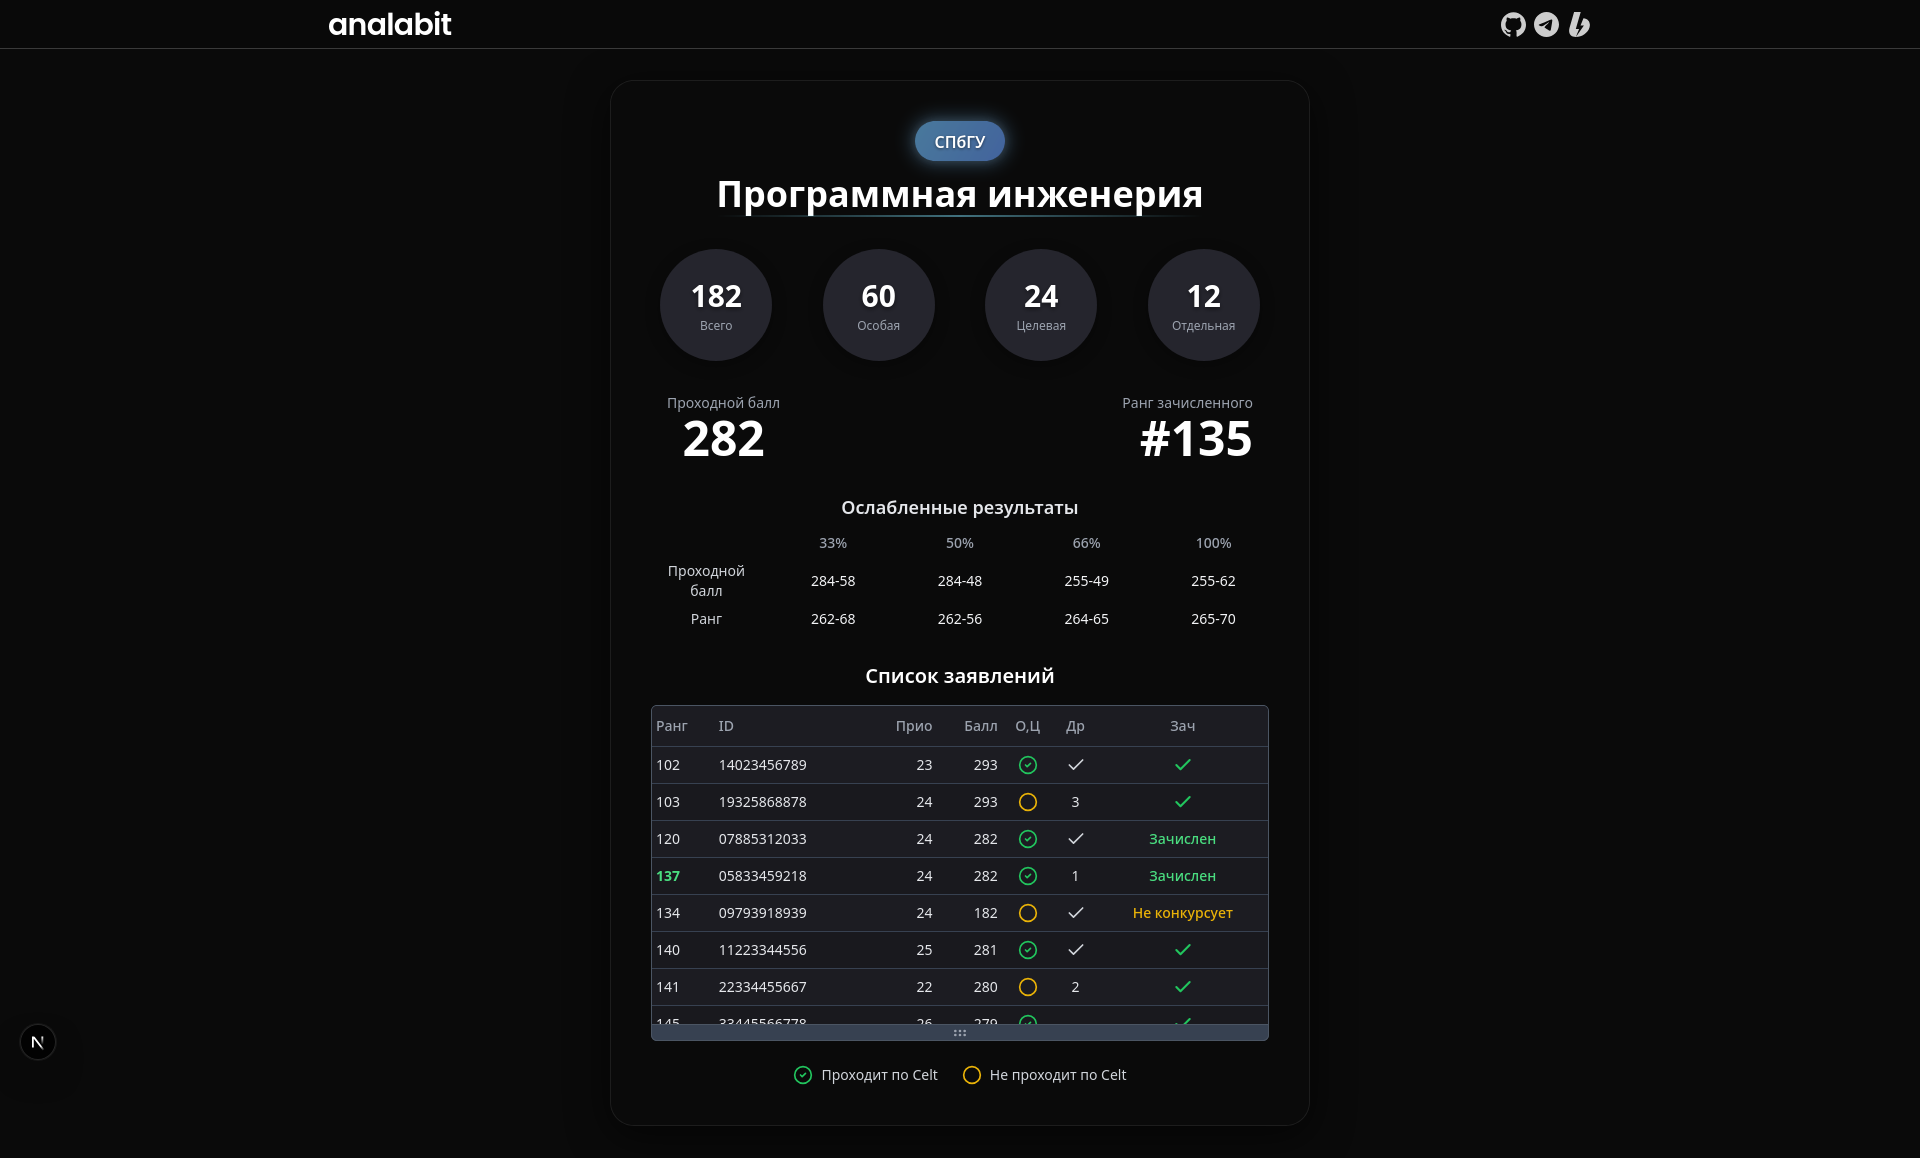 analabit
СПбГУ
Программная инженерия
182 60 24 12
Всего Особая Целевая Отдельная
Проходной балл Ранг зачисленного
282 #135
Ослабленные результаты
33% 50% 66% 100%
Проходной балл 284-58 284-48 255-49 255-62
Ранг 262-68 262-56 264-65 265-70
Список заявлений
Ранг ID Прио Балл О,Ц Др Зач
102 14023456789 23 293
103 19325868878 24 293 3
120 07885312033 24 282 Зачислен
137 05833459218 24 282 1 Зачислен
134 09793918939 24 182 Не конкурсует
140 11223344556 25 281
141 22334455667 22 280 2
145 33445566778 26 279
N
Проходит по Celt Не проходит по Celt